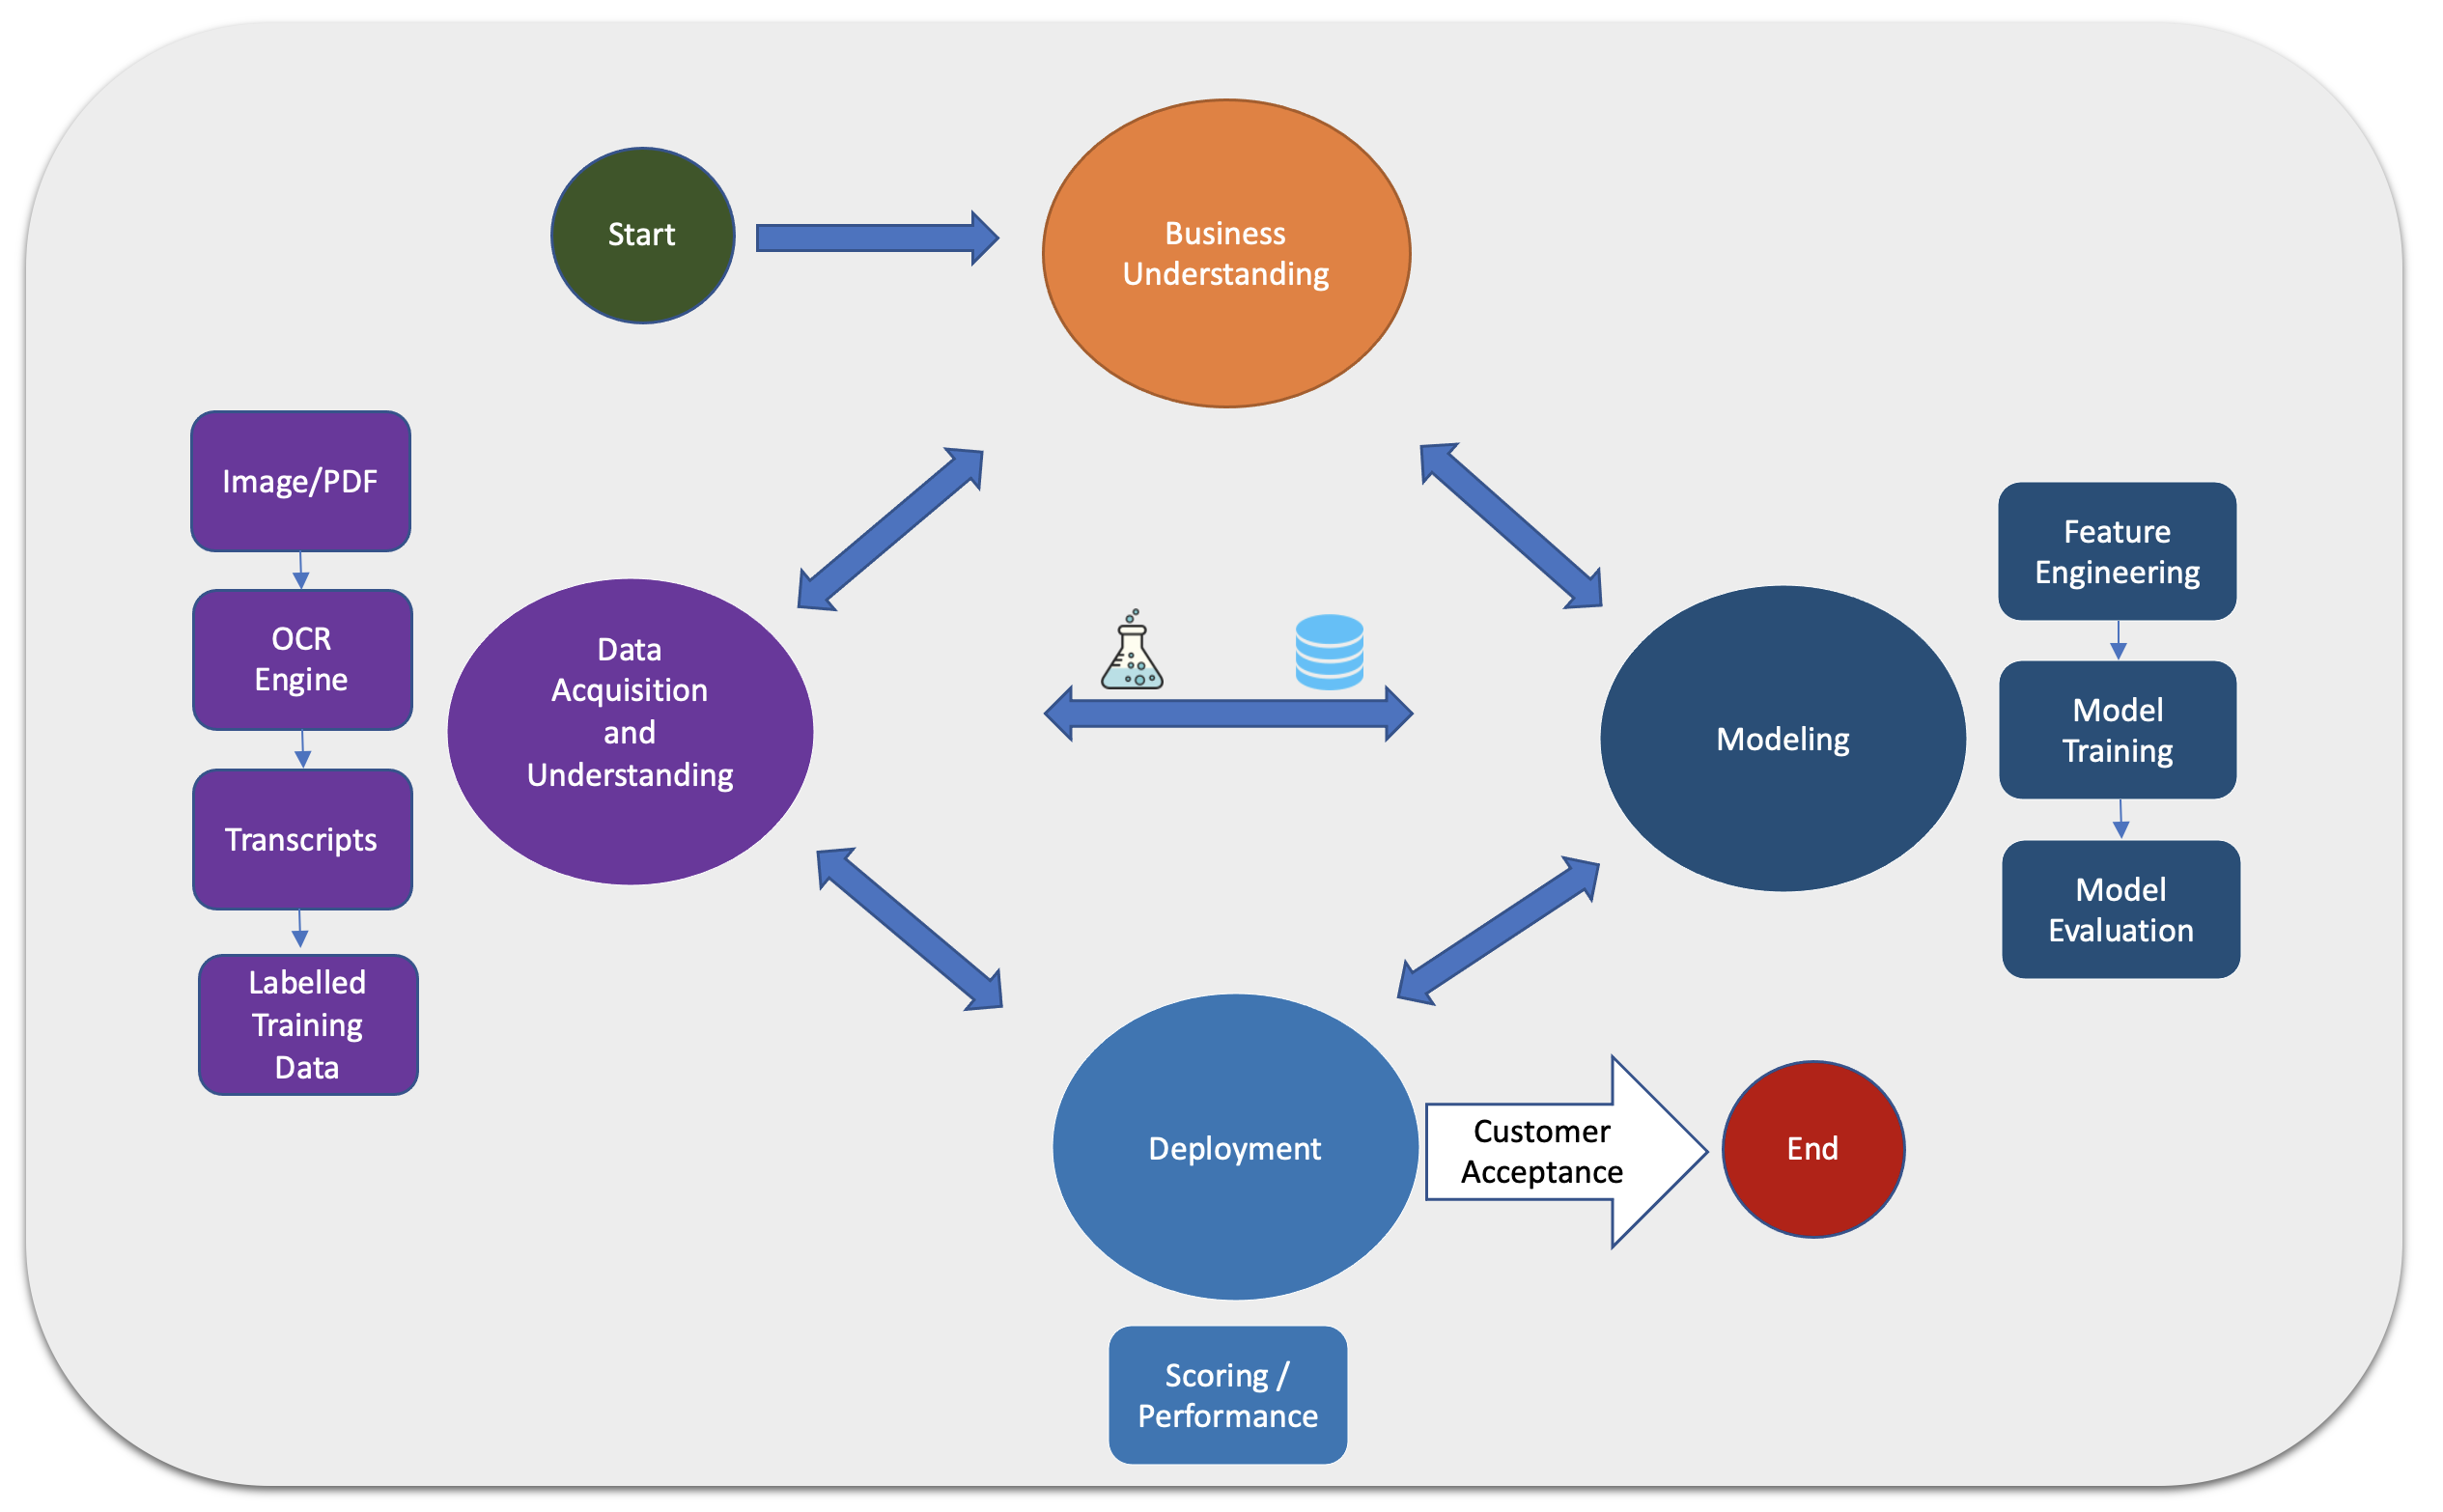 Start
Business
Understanding
Image/PDF
OCR
Engine
Transcripts
Labelled
Training
Data
Data
Acquisition
and
Understanding
Modeling
Feature
Engineering
Model
Training
Model
Evaluation
Deployment
Customer
Acceptance
End
Scoring /
Performance